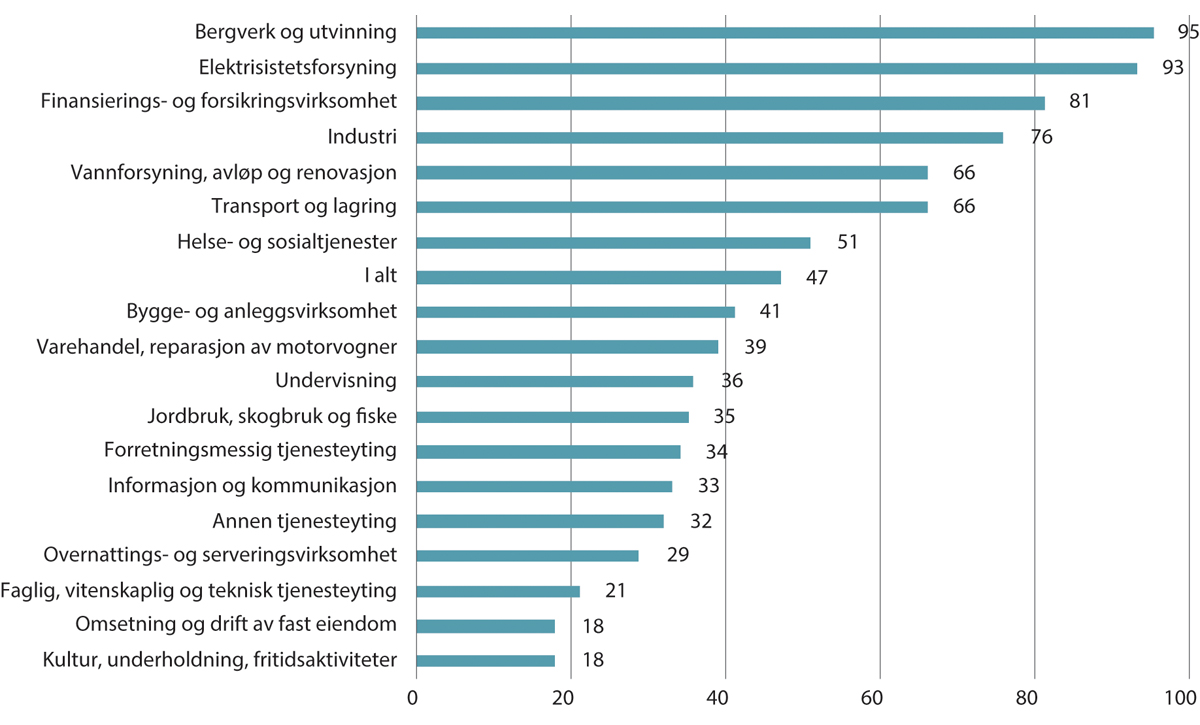 Bergverk og utvinning 95
Elektrisistetsforsyning 93
Finansierings- og forsikringsvirksomhet 81
Industri 76
Vannforsyning, avløp og renovasjon 66
Transport og lagring 66
Helse- og sosialtjenester 51
I alt 47
Bygge- og anleggsvirksomhet 41
Varehandel, reparasjon av motorvogner 39
Undervisning 36
Jordbruk, skogbruk og fiske 35
Forretningsmessig tjenesteyting 34
Informasjon og kommunikasjon 33
Annen tjenesteyting 32
Overnattings- og serveringsvirksomhet 29
Faglig, vitenskaplig og teknisk tjenesteyting 21
Omsetning og drift av fast eiendom 18
Kultur, underholdning, fritidsaktiviteter 18
0 20 40 60 80 100